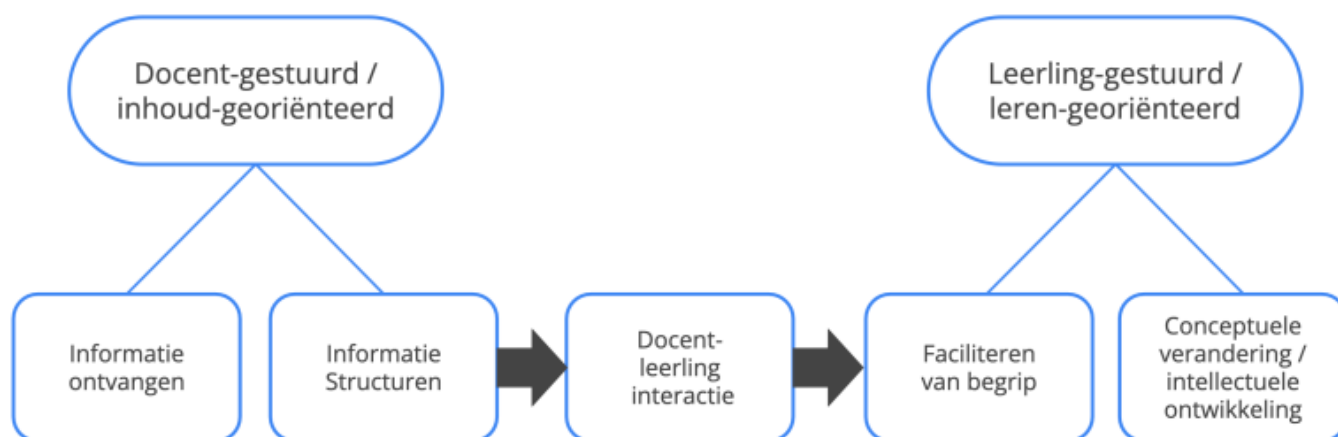 Docent-gestuurd /
inhoud-georiënteerd
Leerling-gestuurd /
leren-georiënteerd
Informatie
ontvangen
Informatie
Structuren
Docent-
leerling
interactie
Faciliteren
van begrip
Conceptuele
verandering /
intellectuele
ontwikkeling